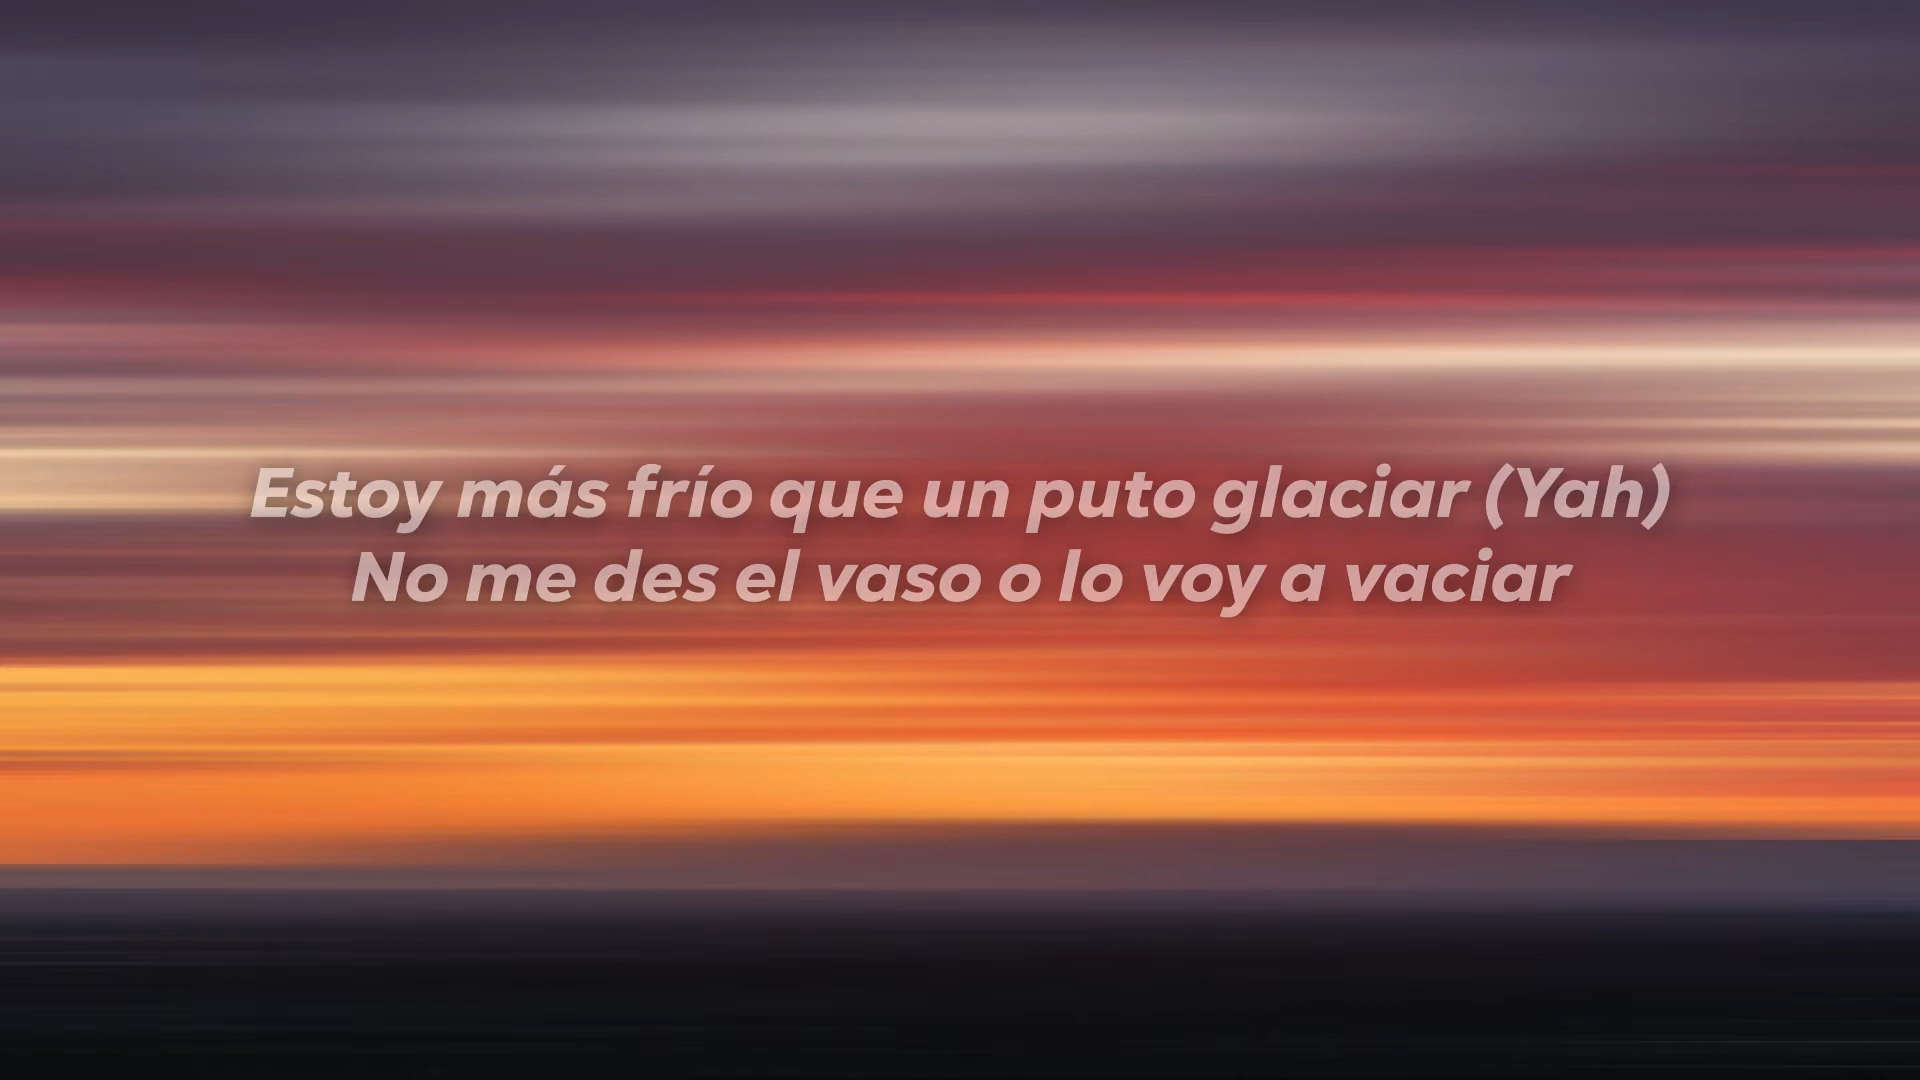 Estoy más frío que un puto glaciar (Yah)
No me des el vaso o lo voy a vaciar